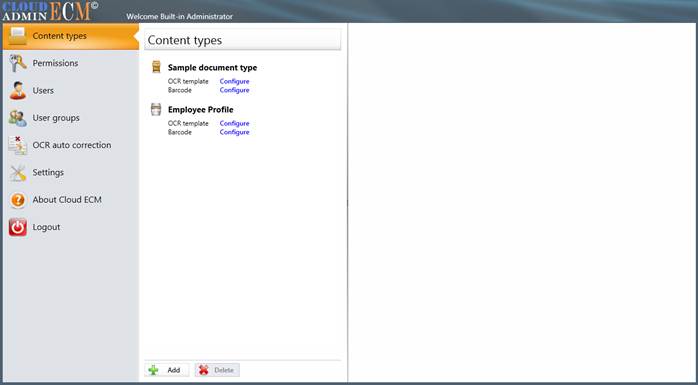 CLOUD
ADMIN ECM©
Welcome Built-in Administrator
Content types
Permissions
Users
User groups
OCR auto correction
Settings
About Cloud ECM
Logout
Content types
Sample document type
OCR template Configure
Barcode Configure
Employee Profile
OCR template Configure
Barcode Configure
Add Delete